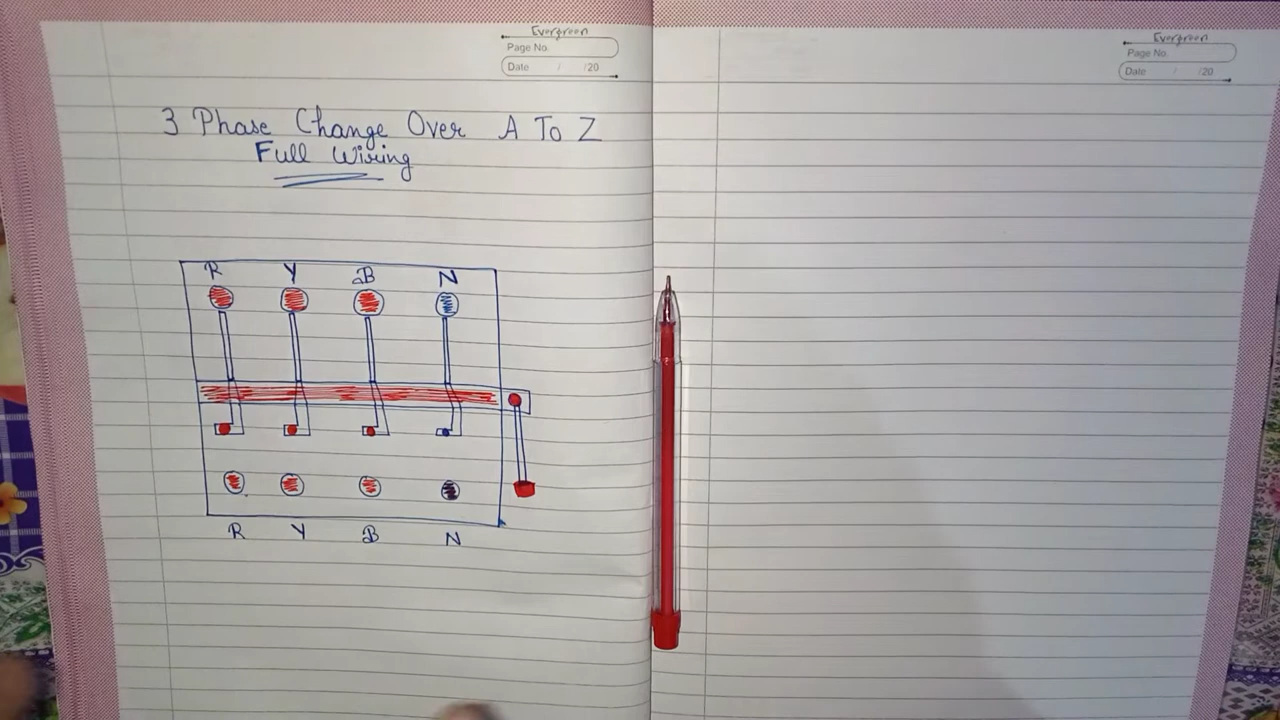 Evergreen
Page No.
Date / /20
3 Phase Change Over A To Z
Full Wiring
R Y B N
R Y B N
Evergreen
Page No.
Date / /20